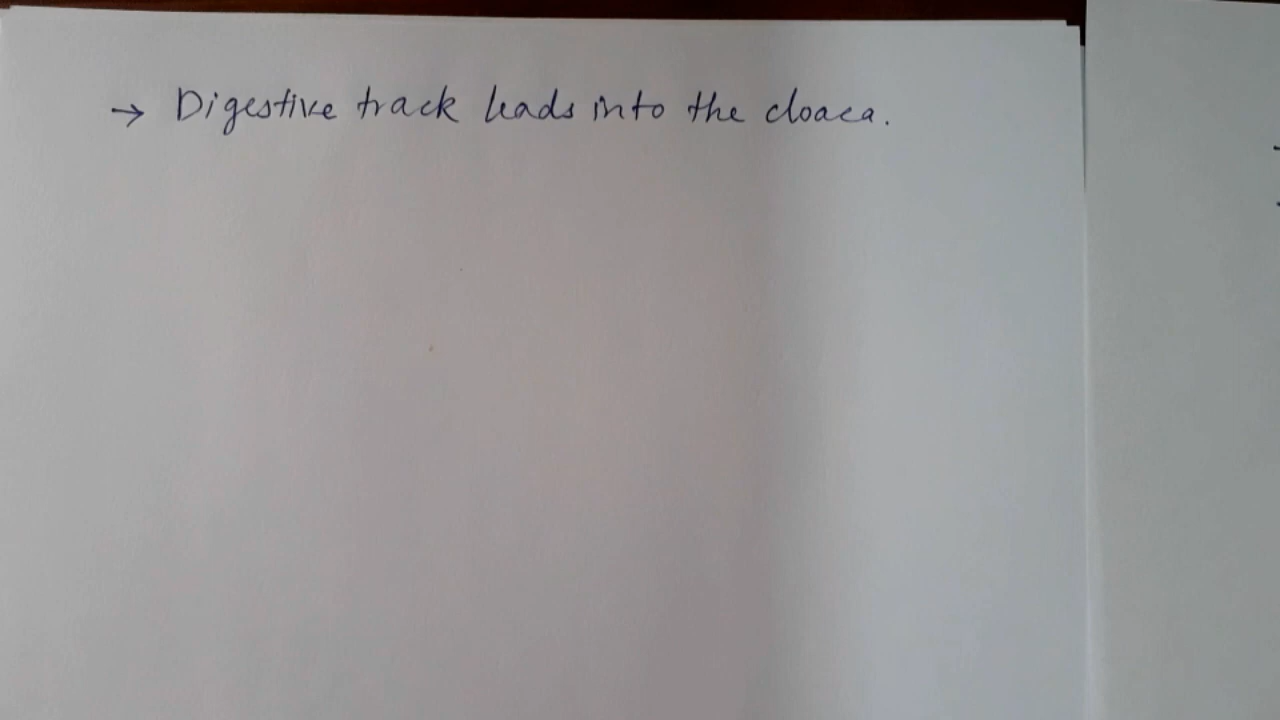 → Digestive track leads into the cloaca.